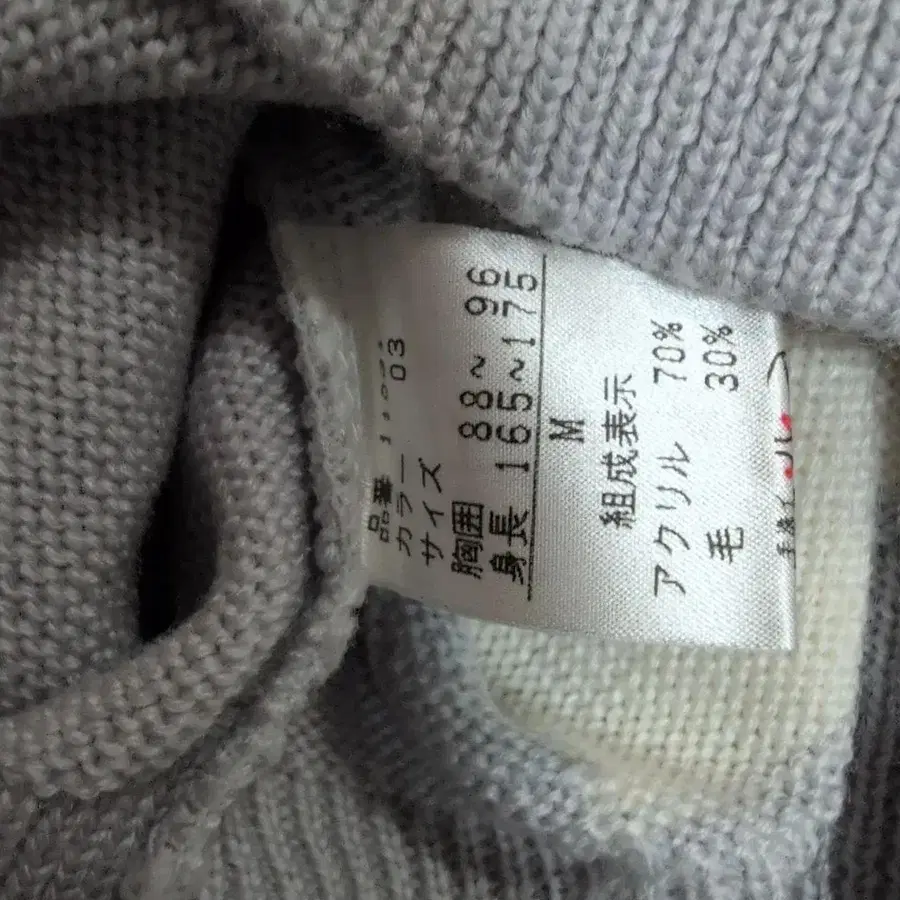 品番
カラー 03
サイズ
胸囲 88~ 96
身長 165~175
M
組成表示
アクリル 70%
毛 30%